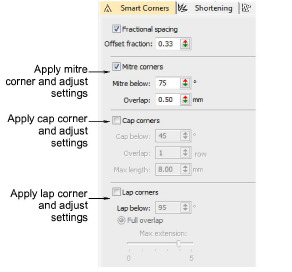 Smart Corners Shortening
Fractional spacing
Offset fraction: 0.33
Apply mitre corner and adjust settings
Mitre corners
Mitre below: 75 °
Overlap: 0.50 mm
Apply cap corner and adjust settings
Cap corners
Cap below: 45 °
Overlap: 1 row
Max length: 8.00 mm
Apply lap corner and adjust settings
Lap corners
Lap below: 95 °
Full overlap
Max extension:
0 5